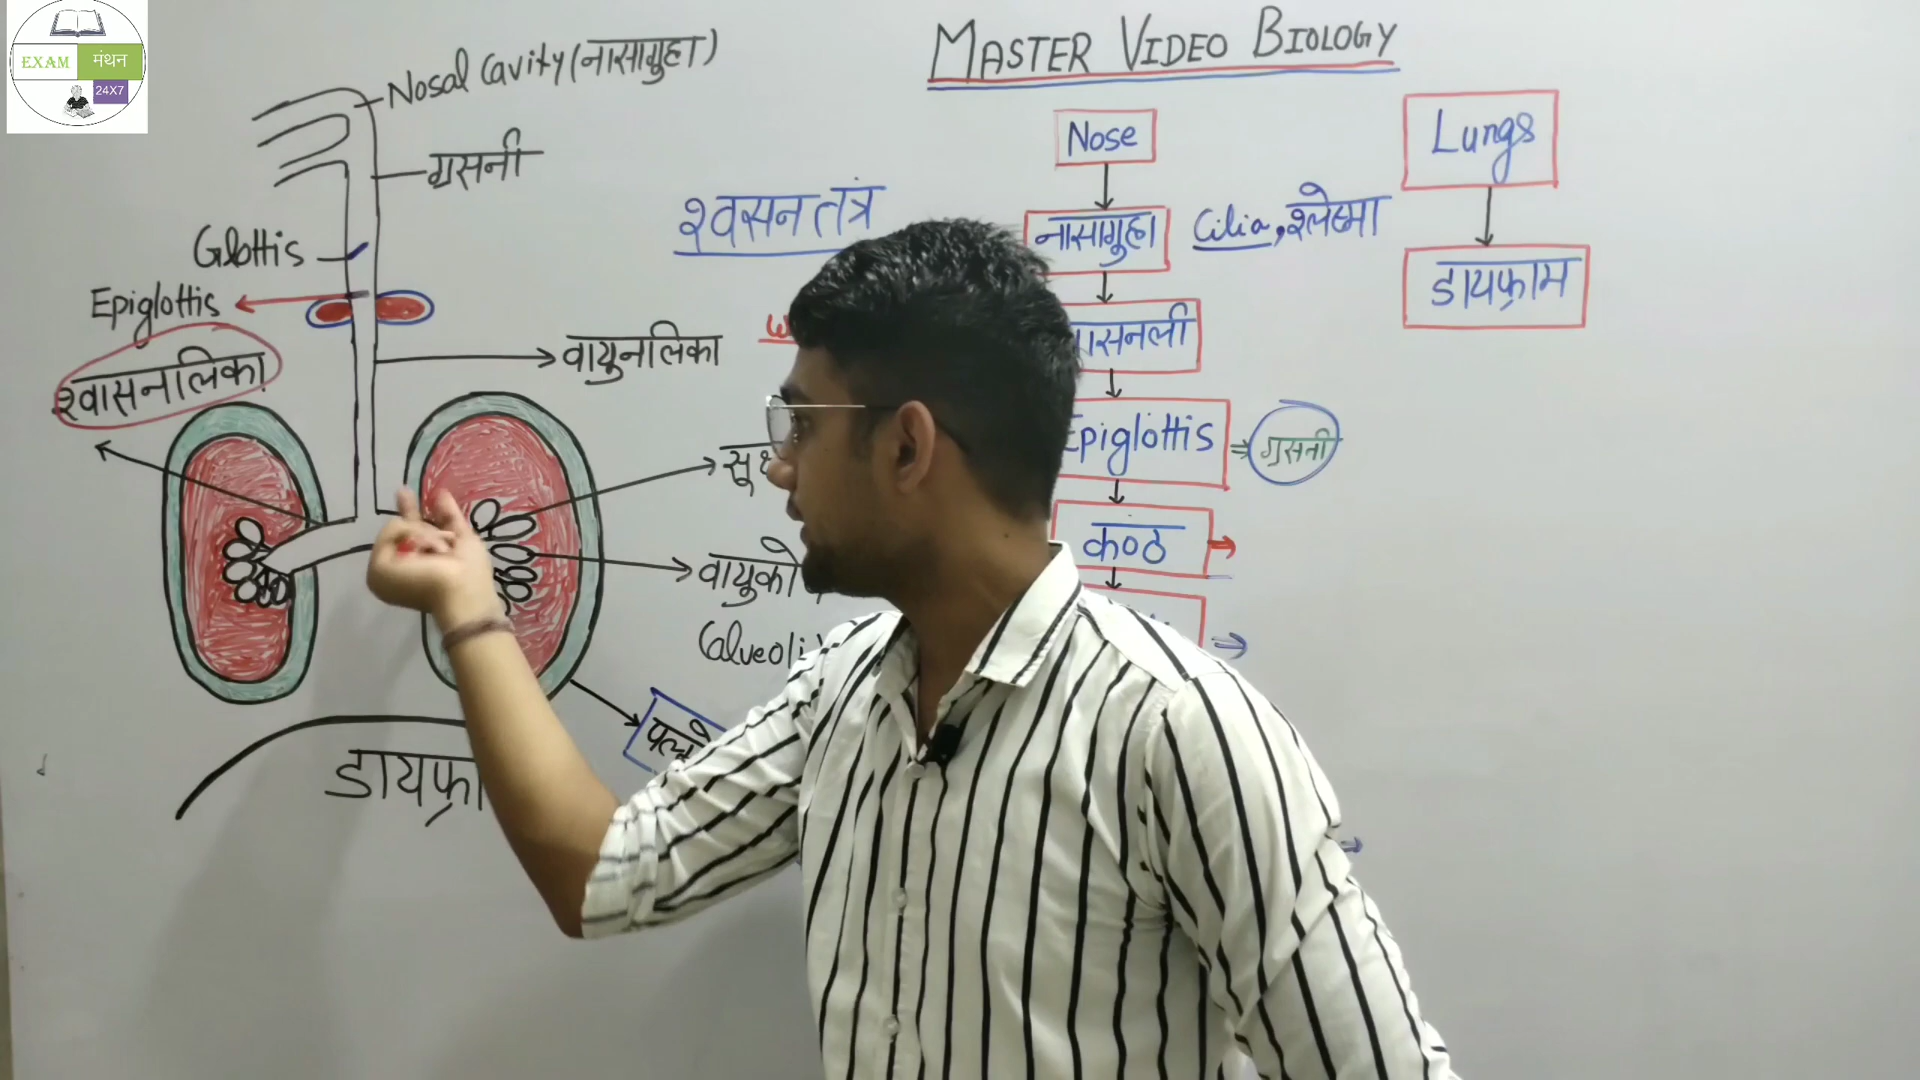 EXAM मंथन
24X7
Nosal Cavity (नासागुहा)
ग्रसनी
Glottis
Epiglottis
श्वासनलिका
वायुनलिका
डायफ्रा
श्वसन तंत्र
MASTER VIDEO BIOLOGY
Nose
नासागुहा
Cilia, श्लेष्मा
Epiglottis
ग्रसनी
कण्ठ
Lungs
डायफ्राम